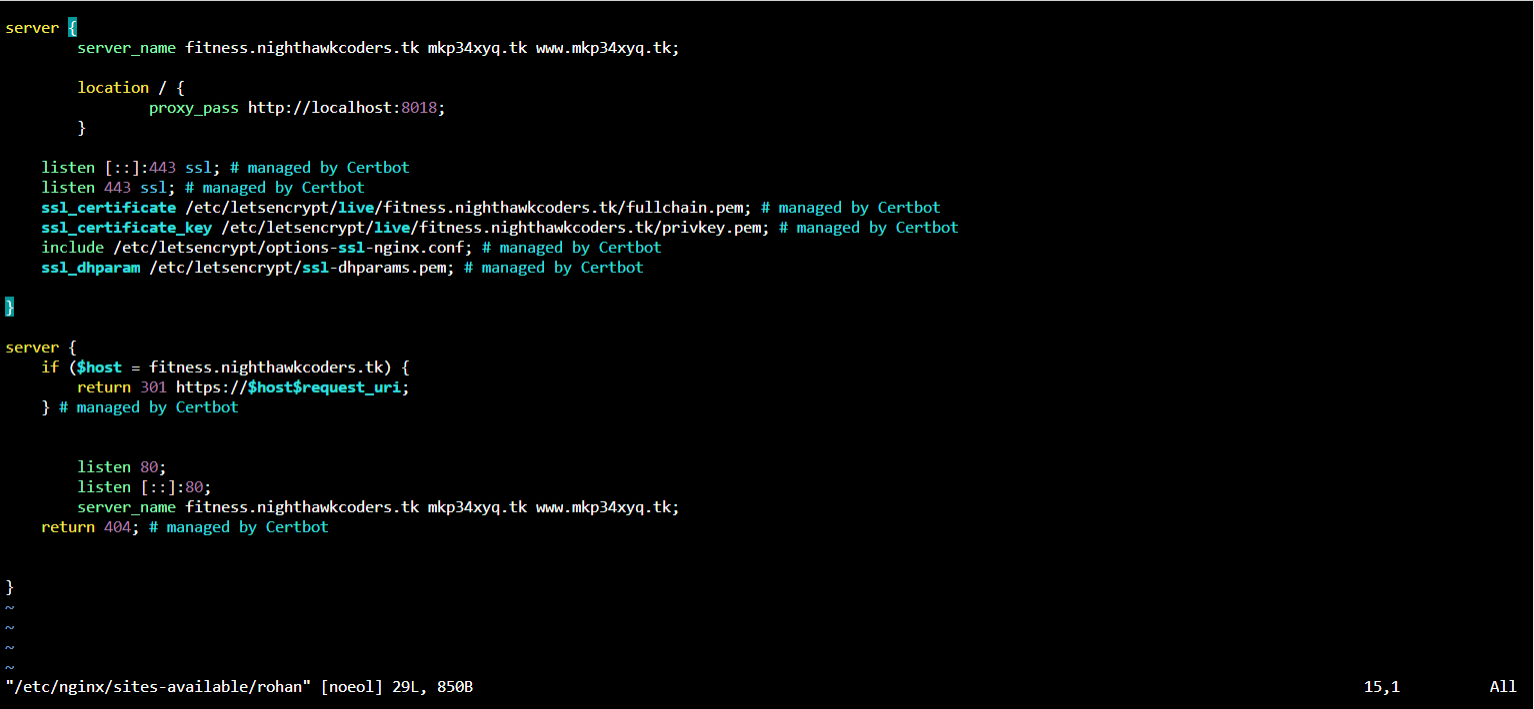 server {
        server_name fitness.nighthawkcoders.tk mkp34xyq.tk www.mkp34xyq.tk;
        location / {
                proxy_pass http://localhost:8018;
        }
    listen [::]:443 ssl; # managed by Certbot
    listen 443 ssl; # managed by Certbot
    ssl_certificate /etc/letsencrypt/live/fitness.nighthawkcoders.tk/fullchain.pem; # managed by Certbot
    ssl_certificate_key /etc/letsencrypt/live/fitness.nighthawkcoders.tk/privkey.pem; # managed by Certbot
    include /etc/letsencrypt/options-ssl-nginx.conf; # managed by Certbot
    ssl_dhparam /etc/letsencrypt/ssl-dhparams.pem; # managed by Certbot
}
server {
    if ($host = fitness.nighthawkcoders.tk) {
        return 301 https://$host$request_uri;
    } # managed by Certbot
        listen 80;
        listen [::]:80;
        server_name fitness.nighthawkcoders.tk mkp34xyq.tk www.mkp34xyq.tk;
    return 404; # managed by Certbot
}
~
~
~
~
"/etc/nginx/sites-available/rohan" [noeol] 29L, 850B 15,1 All